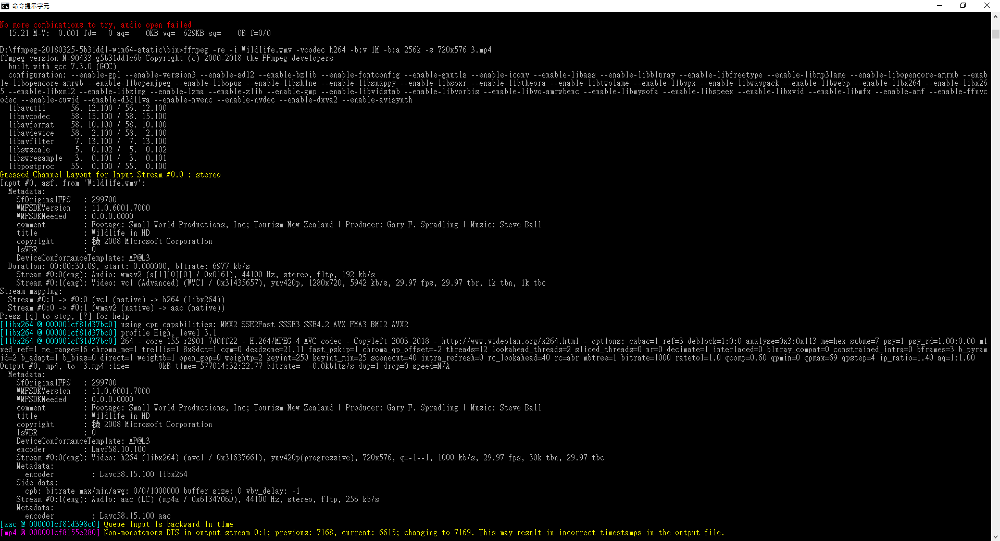 命令提示字元
No more combinations to try, audio open failed
15.21 M-V:  0.001 fd=   0 aq=    0KB vq=  629KB sq=    0B f=0/0
D:\ffmpeg-20180325-5b31dd1-win64-static\bin>ffmpeg -re -i Wildlife.wmv -vcodec h264 -b:v 1M -b:a 256k -s 720x576 3.mp4
ffmpeg version N-90433-g5b31dd1c6b Copyright (c) 2000-2018 the FFmpeg developers
built with gcc 7.3.0 (GCC)
configuration: --enable-gpl --enable-version3 --enable-sdl2 --enable-bzlib --enable-fontconfig --enable-gnutls --enable-iconv --enable-libass --enable-libbluray --enable-libfreetype --enable-libmp3lame --enable-libopencore-amrnb --enab
le-libopencore-amrwb --enable-libopenjpeg --enable-libopus --enable-libshine --enable-libsnappy --enable-libsoxr --enable-libtheora --enable-libtwolame --enable-libvpx --enable-libwavpack --enable-libwebp --enable-libx264 --enable-libx26
5 --enable-libxml2 --enable-libzimg --enable-lzma --enable-zlib --enable-gmp --enable-libvidstab --enable-libvorbis --enable-libvo-amrwbenc --enable-libmysofa --enable-libspeex --enable-libxvid --enable-libmfx --enable-amf --enable-ffnvc
odec --enable-cuvid --enable-d3d11va --enable-nvenc --enable-nvdec --enable-dxva2 --enable-avisynth
libavutil      56. 12.100 / 56. 12.100
libavcodec     58. 15.100 / 58. 15.100
libavformat    58. 10.100 / 58. 10.100
libavdevice    58.  2.100 / 58.  2.100
libavfilter     7. 13.100 /  7. 13.100
libswscale      5.  0.102 /  5.  0.102
libswresample   3.  0.101 /  3.  0.101
libpostproc    55.  0.100 / 55.  0.100
Guessed Channel Layout for Input Stream #0.0 : stereo
Input #0, asf, from 'Wildlife.wmv':
Metadata:
SfOriginalFPS   : 299700
WMFSDKVersion   : 11.0.6001.7000
WMFSDKNeeded    : 0.0.0.0000
comment         : Footage: Small World Productions, Inc; Tourism New Zealand | Producer: Gary F. Spradling | Music: Steve Ball
title           : Wildlife in HD
copyright       : 穢 2008 Microsoft Corporation
IsVBR           : 0
DeviceConformanceTemplate: AP@L3
Duration: 00:00:30.09, start: 0.000000, bitrate: 6977 kb/s
Stream #0:0(eng): Audio: wmav2 (a[1][0][0] / 0x0161), 44100 Hz, stereo, fltp, 192 kb/s
Stream #0:1(eng): Video: vc1 (Advanced) (WVC1 / 0x31435657), yuv420p, 1280x720, 5942 kb/s, 29.97 fps, 29.97 tbr, 1k tbn, 1k tbc
Stream mapping:
Stream #0:1 -> #0:0 (vc1 (native) -> h264 (libx264))
Stream #0:0 -> #0:1 (wmav2 (native) -> aac (native))
Press [q] to stop, [?] for help
[libx264 @ 000001cf81d37bc0] using cpu capabilities: MMX2 SSE2Fast SSSE3 SSE4.2 AVX FMA3 BMI2 AVX2
[libx264 @ 000001cf81d37bc0] profile High, level 3.1
[libx264 @ 000001cf81d37bc0] 264 - core 155 r2901 7d0ff22 - H.264/MPEG-4 AVC codec - Copyleft 2003-2018 - http://www.videolan.org/x264.html - options: cabac=1 ref=3 deblock=1:0:0 analyse=0x3:0x113 me=hex subme=7 psy=1 psy_rd=1.00:0.00 mi
xed_ref=1 me_range=16 chroma_me=1 trellis=1 8x8dct=1 cqm=0 deadzone=21,11 fast_pskip=1 chroma_qp_offset=-2 threads=12 lookahead_threads=2 sliced_threads=0 nr=0 decimate=1 interlaced=0 bluray_compat=0 constrained_intra=0 bframes=3 b_pyram
id=2 b_adapt=1 b_bias=0 direct=1 weightb=1 open_gop=0 weightp=2 keyint=250 keyint_min=25 scenecut=40 intra_refresh=0 rc_lookahead=40 rc=abr mbtree=1 bitrate=1000 ratetol=1.0 qcomp=0.60 qpmin=0 qpmax=69 qpstep=4 ip_ratio=1.40 aq=1:1.00
Output #0, mp4, to '3.mp4':ize=       0kB time=-577014:32:22.77 bitrate=  -0.0kbits/s dup=1 drop=0 speed=N/A
Metadata:
SfOriginalFPS   : 299700
WMFSDKVersion   : 11.0.6001.7000
WMFSDKNeeded    : 0.0.0.0000
comment         : Footage: Small World Productions, Inc; Tourism New Zealand | Producer: Gary F. Spradling | Music: Steve Ball
title           : Wildlife in HD
copyright       : 穢 2008 Microsoft Corporation
IsVBR           : 0
DeviceConformanceTemplate: AP@L3
encoder         : Lavf58.10.100
Stream #0:0(eng): Video: h264 (libx264) (avc1 / 0x31637661), yuv420p(progressive), 720x576, q=-1--1, 1000 kb/s, 29.97 fps, 30k tbn, 29.97 tbc
Metadata:
encoder         : Lavc58.15.100 libx264
Side data:
cpb: bitrate max/min/avg: 0/0/1000000 buffer size: 0 vbv_delay: -1
Stream #0:1(eng): Audio: aac (LC) (mp4a / 0x6134706D), 44100 Hz, stereo, fltp, 256 kb/s
Metadata:
encoder         : Lavc58.15.100 aac
[aac @ 000001cf81d398c0] Queue input is backward in time
[mp4 @ 000001cf8155e280] Non-monotonous DTS in output stream 0:1; previous: 7168, current: 6615; changing to 7169. This may result in incorrect timestamps in the output file.